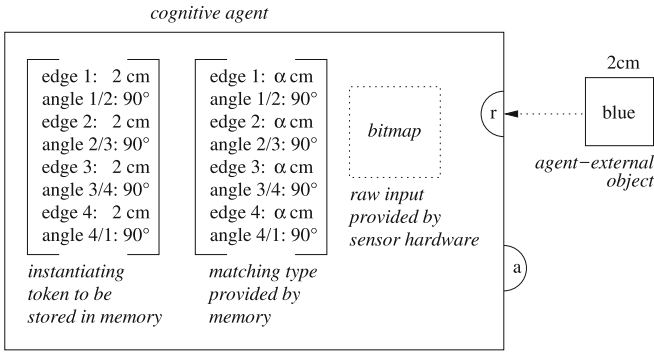 cognitive agent
edge 1: 2 cm
angle 1/2: 90°
edge 2: 2 cm
angle 2/3: 90°
edge 3: 2 cm
angle 3/4: 90°
edge 4: 2 cm
angle 4/1: 90°
instantiating
token to be
stored in memory
edge 1: α cm
angle 1/2: 90°
edge 2: α cm
angle 2/3: 90°
edge 3: α cm
angle 3/4: 90°
edge 4: α cm
angle 4/1: 90°
matching type
provided by
memory
bitmap
raw input
provided by
sensor hardware
r
a
2cm
blue
agent−external
object